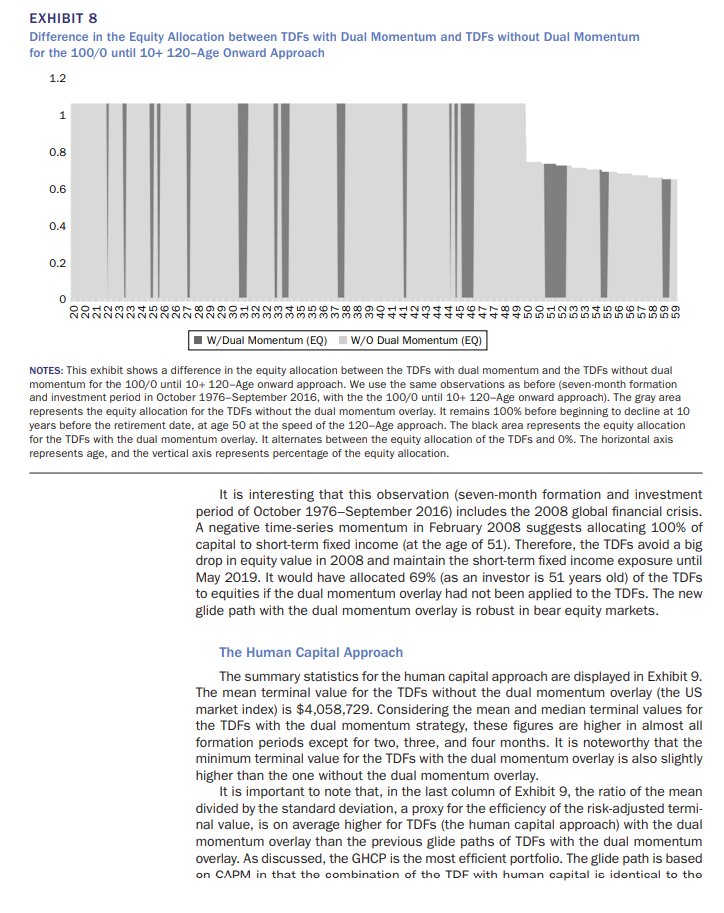 EXHIBIT 8
Difference in the Equity Allocation between TDFs with Dual Momentum and TDFs without Dual Momentum
for the 100/0 until 10+ 120–Age Onward Approach
1.2
1
0.8
0.6
0.4
0.2
0
20 20 21 22 23 24 25 26 26 27 28 29 29 30 31 32 32 33 34 35 35 36 37 38 38 39 40 41 41 42 43 44 44 45 46 47 47 48 49 50 50 51 52 53 53 54 55 56 56 57 58 59 59
W/Dual Momentum (EQ) W/O Dual Momentum (EQ)
NOTES: This exhibit shows a difference in the equity allocation between the TDFs with dual momentum and the TDFs without dual
momentum for the 100/0 until 10+ 120–Age onward approach. We use the same observations as before (seven-month formation
and investment period in October 1976–September 2016, with the the 100/0 until 10+ 120–Age onward approach). The gray area
represents the equity allocation for the TDFs without the dual momentum overlay. It remains 100% before beginning to decline at 10
years before the retirement date, at age 50 at the speed of the 120–Age approach. The black area represents the equity allocation
for the TDFs with the dual momentum overlay. It alternates between the equity allocation of the TDFs and 0%. The horizontal axis
represents age, and the vertical axis represents percentage of the equity allocation.
It is interesting that this observation (seven-month formation and investment
period of October 1976–September 2016) includes the 2008 global financial crisis.
A negative time-series momentum in February 2008 suggests allocating 100% of
capital to short-term fixed income (at the age of 51). Therefore, the TDFs avoid a big
drop in equity value in 2008 and maintain the short-term fixed income exposure until
May 2019. It would have allocated 69% (as an investor is 51 years old) of the TDFs
to equities if the dual momentum overlay had not been applied to the TDFs. The new
glide path with the dual momentum overlay is robust in bear equity markets.
The Human Capital Approach
The summary statistics for the human capital approach are displayed in Exhibit 9.
The mean terminal value for the TDFs without the dual momentum overlay (the US
market index) is $4,058,729. Considering the mean and median terminal values for
the TDFs with the dual momentum strategy, these figures are higher in almost all
formation periods except for two, three, and four months. It is noteworthy that the
minimum terminal value for the TDFs with the dual momentum overlay is also slightly
higher than the one without the dual momentum overlay.
It is important to note that, in the last column of Exhibit 9, the ratio of the mean
divided by the standard deviation, a proxy for the efficiency of the risk-adjusted termi-
nal value, is on average higher for TDFs (the human capital approach) with the dual
momentum overlay than the previous glide paths of TDFs with the dual momentum
overlay. As discussed, the GHCP is the most efficient portfolio. The glide path is based
on CAPM in that the combination of the TDF with human capital is identical to the